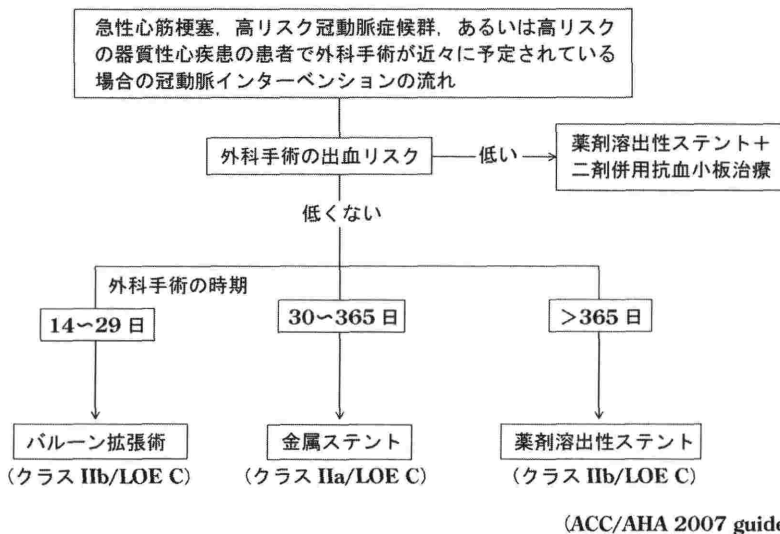 急性心筋梗塞，高リスク冠動脈症候群，あるいは高リスク
の器質性心疾患の患者で外科手術が近々に予定されている
場合の冠動脈インターベンションの流れ
外科手術の出血リスク
低い
薬剤溶出性ステント＋
二剤併用抗血小板治療
低くない
外科手術の時期
14〜29 日
30〜365 日
＞365 日
バルーン拡張術
金属ステント
薬剤溶出性ステント
(クラス IIb/LOE C)
(クラス IIa/LOE C)
(クラス IIb/LOE C)
(ACC/AHA 2007 guide